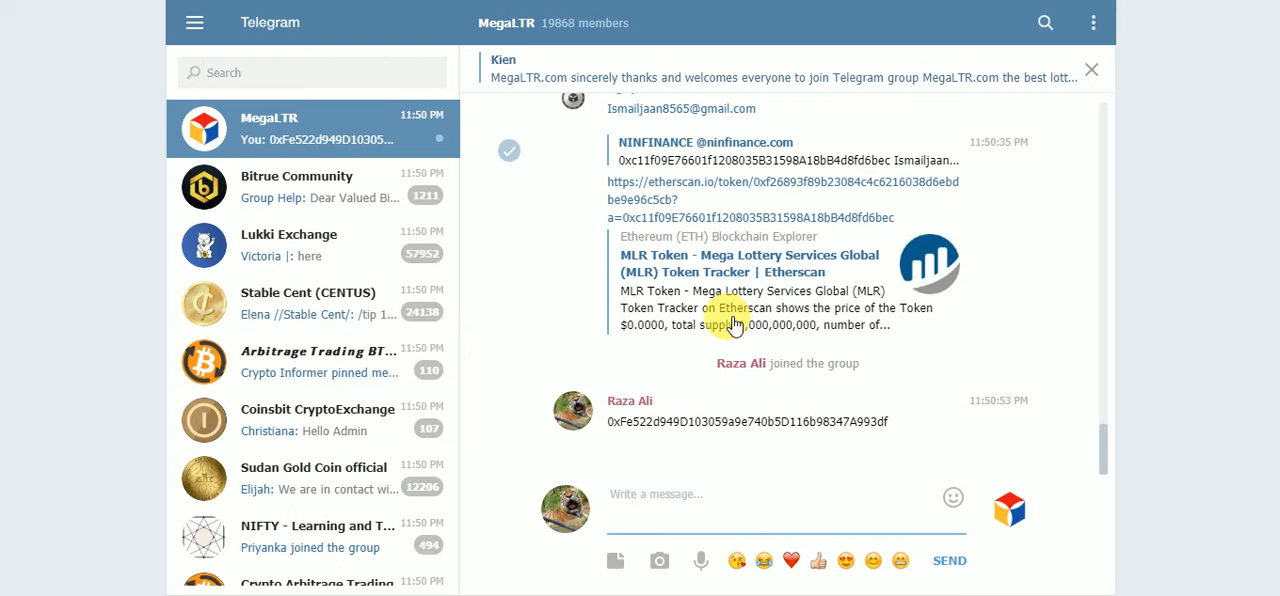 Telegram
MegaLTR 19868 members
Search
Kien
MegaLTR.com sincerely thanks and welcomes everyone to join Telegram group MegaLTR.com the best lott...
MegaLTR 11:50 PM
You: 0xFe522d949D10305...
Bitrue Community 11:50 PM
Group Help: Dear Valued Bi... 1211
Lukki Exchange 11:50 PM
Victoria |: here 57952
Stable Cent (CENTUS) 11:50 PM
Elena //Stable Cent/: /tip 1... 24138
Arbitrage Trading BT... 11:50 PM
Crypto Informer pinned me... 110
Coinsbit CryptoExchange 11:50 PM
Christiana: Hello Admin 107
Sudan Gold Coin official 11:50 PM
Elijah: We are in contact wi... 12206
NIFTY - Learning and T... 11:50 PM
Priyanka joined the group 494
Crypto Arbitrage Trading 11:50 PM
Ismailjaan8565@gmail.com
NINFINANCE @ninfinance.com 11:50:35 PM
0xc11f09E76601f1208035B31598A18bB4d8fd6bec Ismailjaan...
https://etherscan.io/token/0xf26893f89b23084c4c6216038d6ebd
be9e96c5cb?
a=0xc11f09E76601f1208035B31598A18bB4d8fd6bec
Ethereum (ETH) Blockchain Explorer
MLR Token - Mega Lottery Services Global
(MLR) Token Tracker | Etherscan
MLR Token - Mega Lottery Services Global (MLR)
Token Tracker on Etherscan shows the price of the Token
$0.0000, total supply ,000,000,000, number of...
Raza Ali joined the group
Raza Ali 11:50:53 PM
0xFe522d949D103059a9e740b5D116b98347A993df
Write a message...
SEND